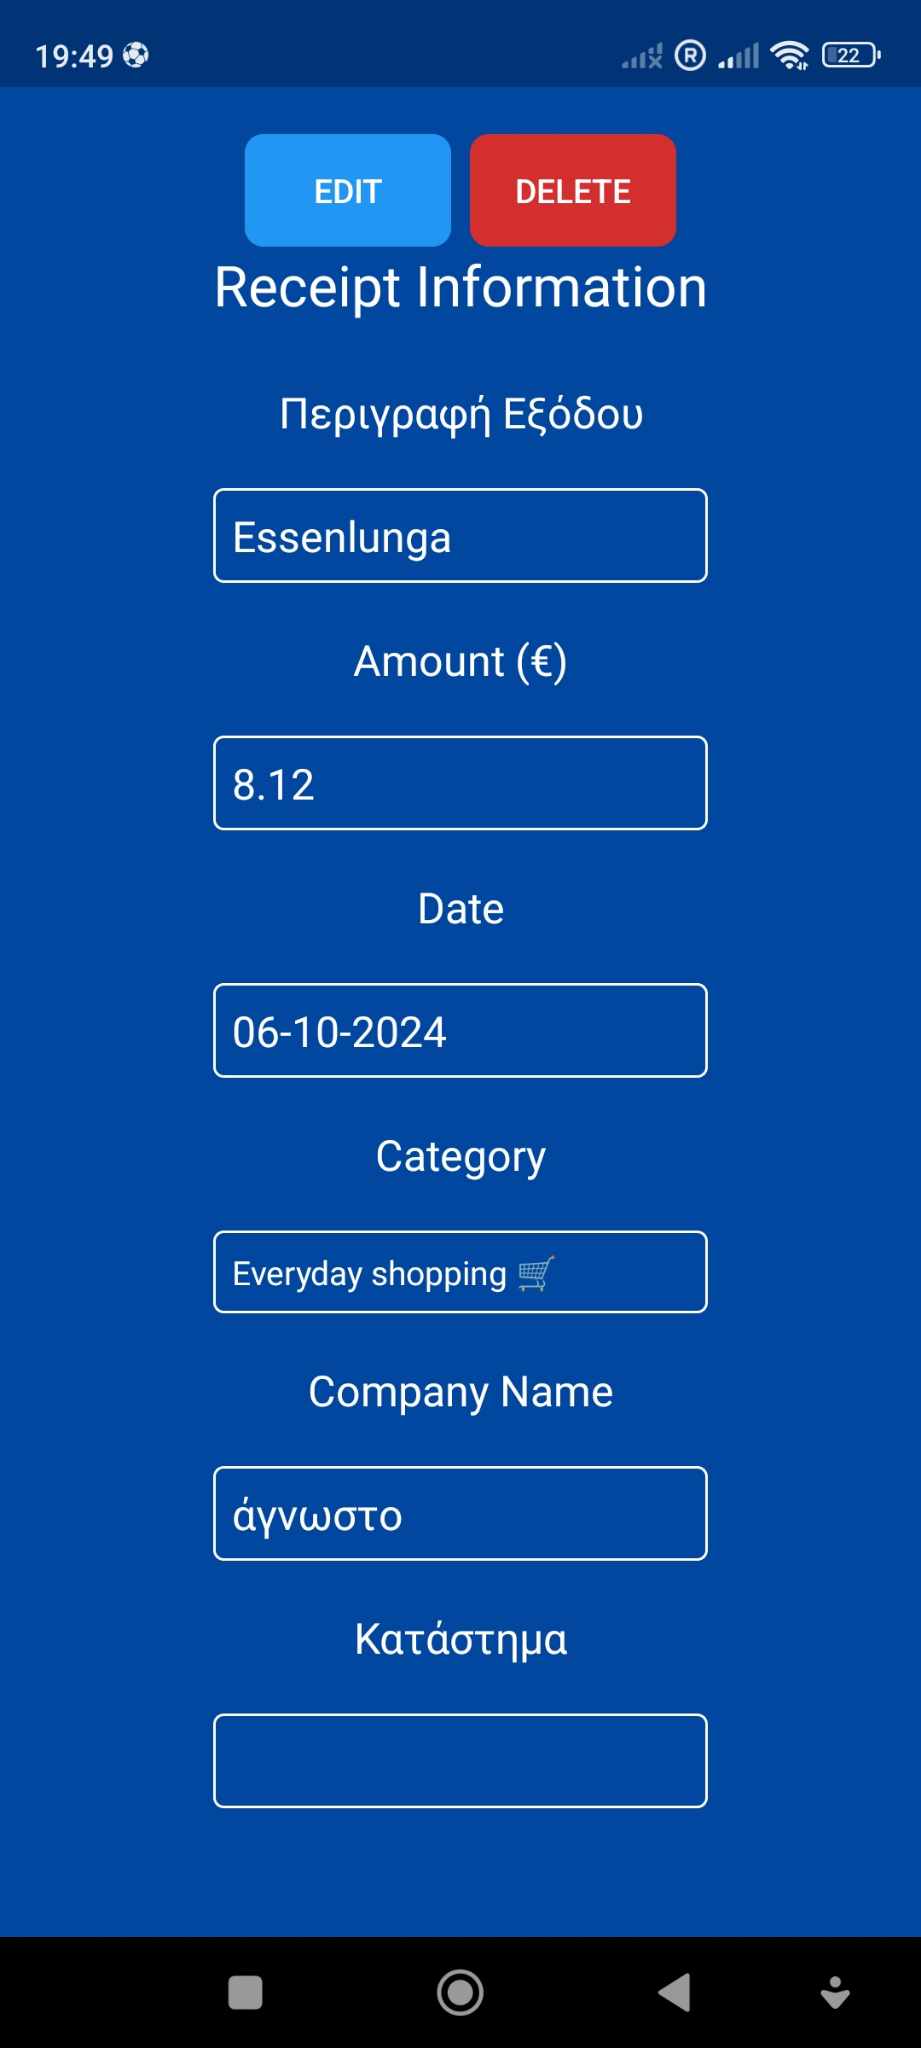 19:49
R
22
EDIT
DELETE
Receipt Information
Περιγραφή Εξόδου
Essenlunga
Amount (€)
8.12
Date
06-10-2024
Category
Everyday shopping 🛒
Company Name
άγνωστο
Κατάστημα